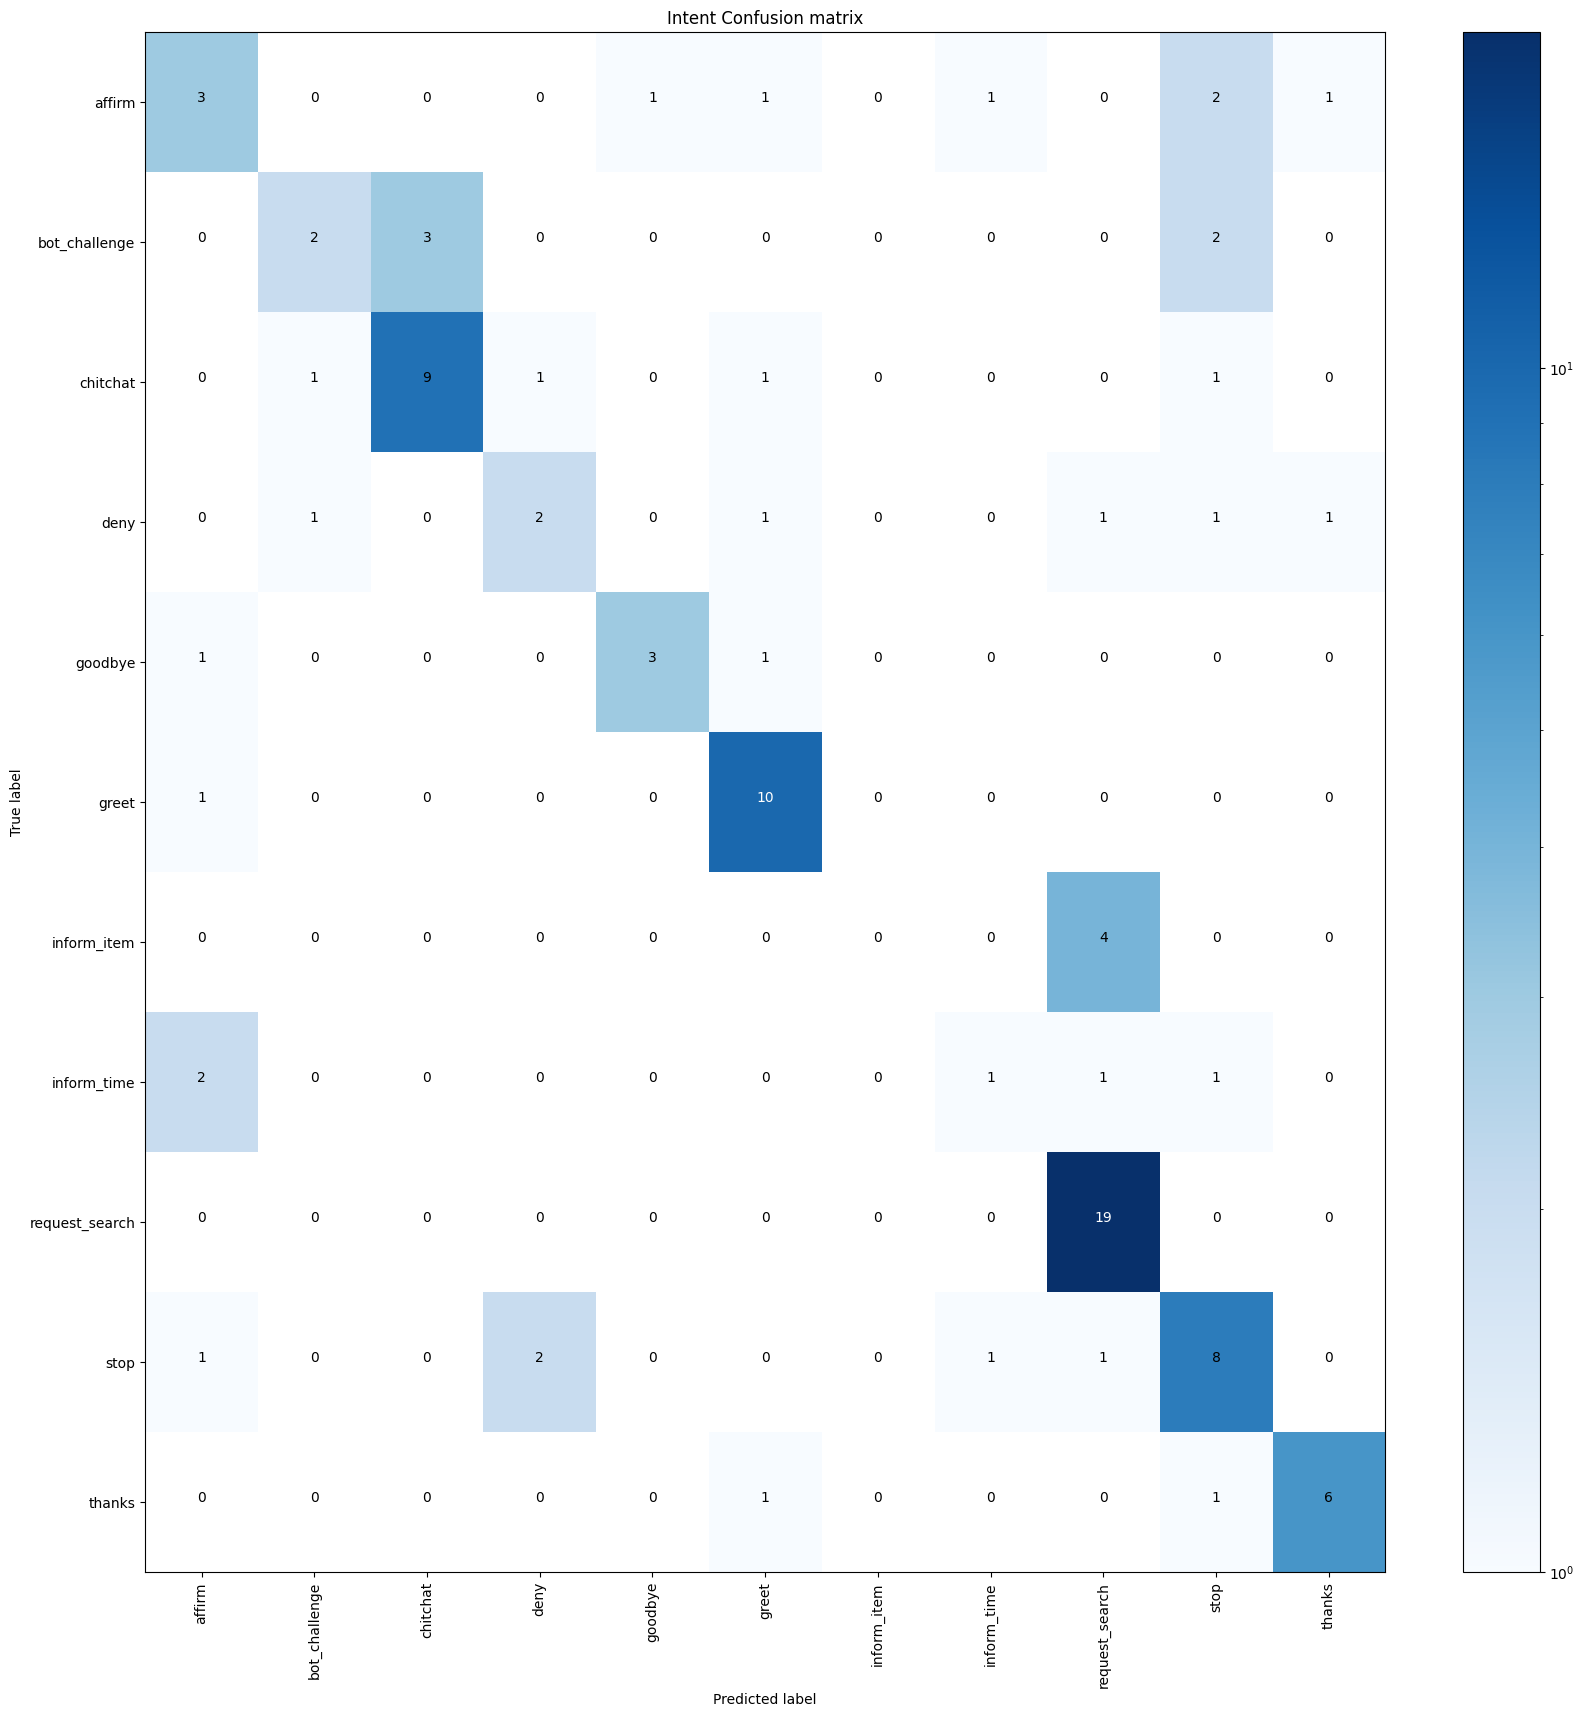 Intent Confusion matrix
affirm 3 0 0 0 1 1 0 1 0 2 1
bot_challenge 0 2 3 0 0 0 0 0 0 2 0
chitchat 0 1 9 1 0 1 0 0 0 1 0
deny 0 1 0 2 0 1 0 0 1 1 1
goodbye 1 0 0 0 3 1 0 0 0 0 0
greet 1 0 0 0 0 10 0 0 0 0 0
inform_item 0 0 0 0 0 0 0 0 4 0 0
inform_time 2 0 0 0 0 0 0 1 1 1 0
request_search 0 0 0 0 0 0 0 0 19 0 0
stop 1 0 0 2 0 0 0 1 1 8 0
thanks 0 0 0 0 0 1 0 0 0 1 6
True label
affirm
bot_challenge
chitchat
deny
goodbye
greet
inform_item
inform_time
request_search
stop
thanks
Predicted label
10¹
10⁰